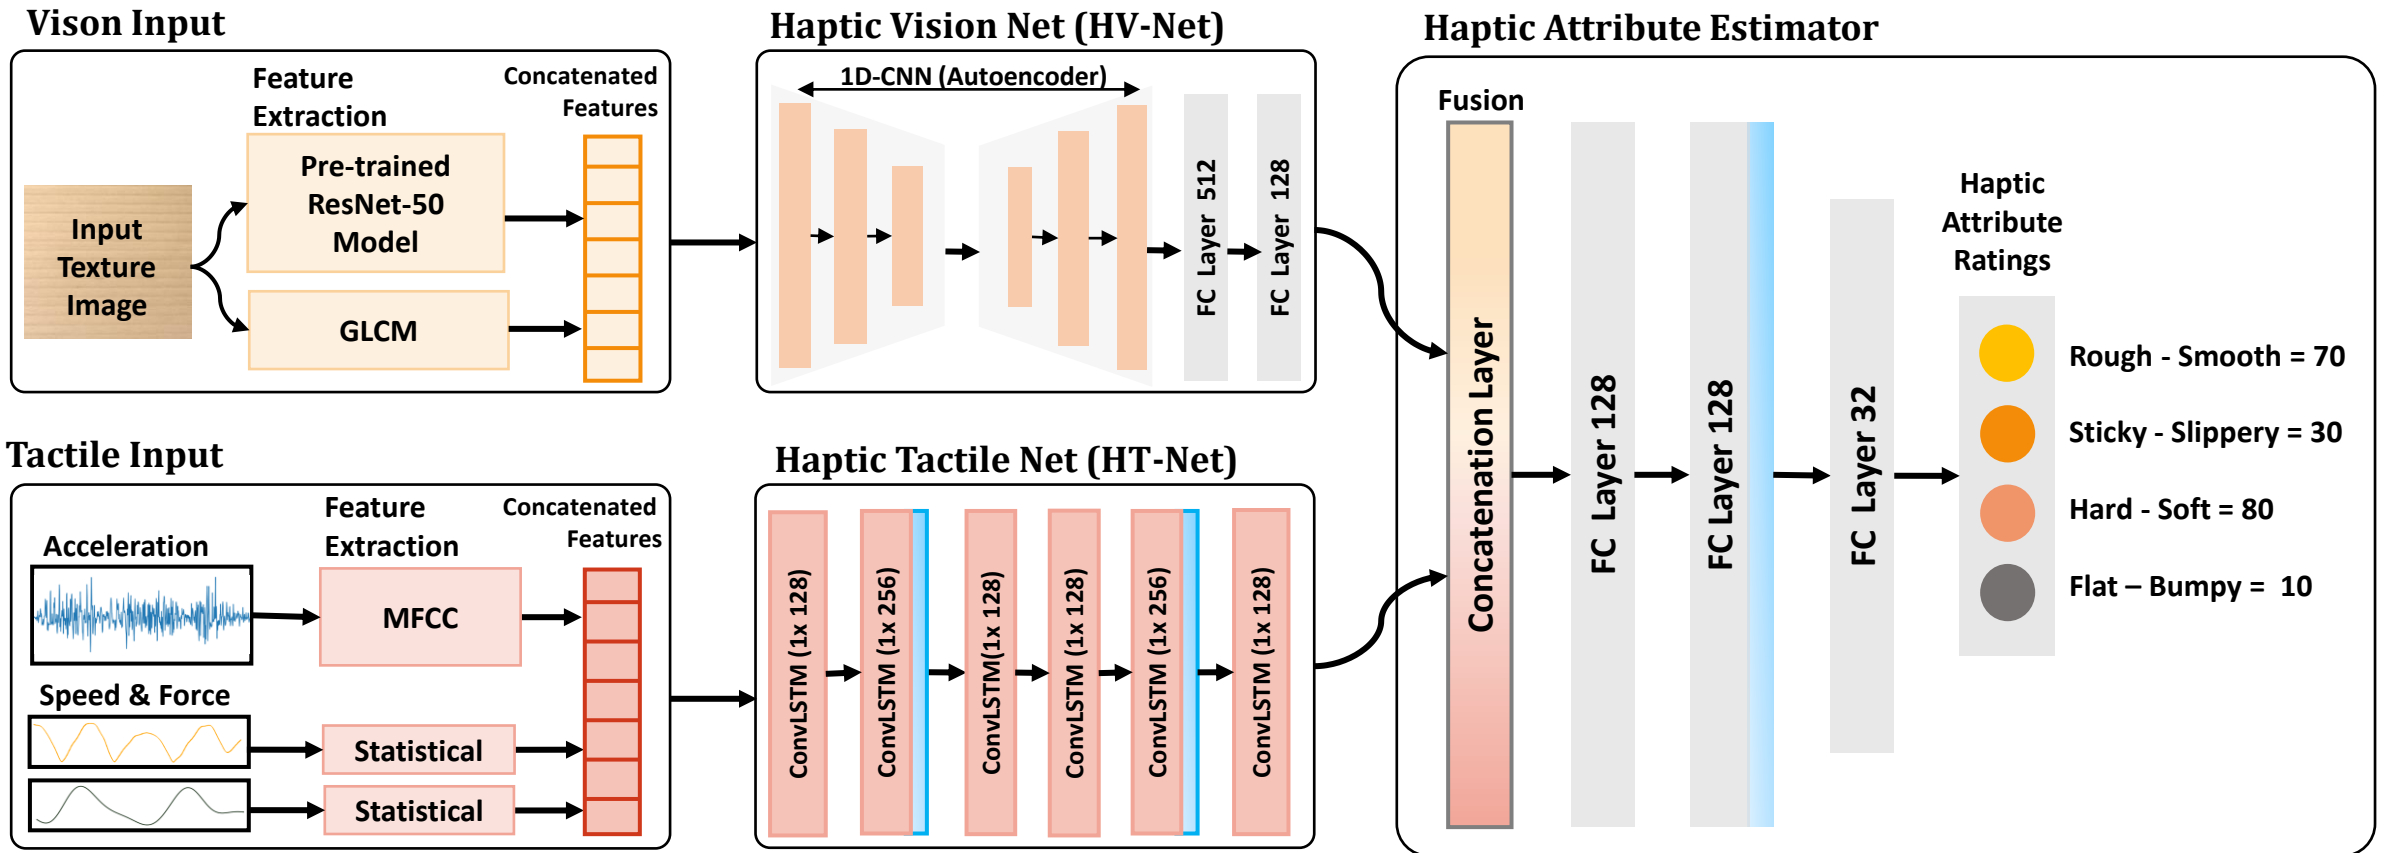 Vison Input
Feature
Extraction
Concatenated
Features
Input
Texture
Image
Pre-trained
ResNet-50
Model
GLCM
Haptic Vision Net (HV-Net)
1D-CNN (Autoencoder)
FC Layer 512
FC Layer 128
Tactile Input
Acceleration
Feature
Extraction
Concatenated
Features
MFCC
Speed & Force
Statistical
Statistical
Haptic Tactile Net (HT-Net)
ConvLSTM (1x 128)
ConvLSTM (1x 256)
ConvLSTM(1x 128)
ConvLSTM (1x 128)
ConvLSTM (1x 256)
ConvLSTM (1x 128)
Haptic Attribute Estimator
Fusion
Concatenation Layer
FC Layer 128
FC Layer 128
FC Layer 32
Haptic
Attribute
Ratings
Rough - Smooth = 70
Sticky - Slippery = 30
Hard - Soft = 80
Flat – Bumpy = 10